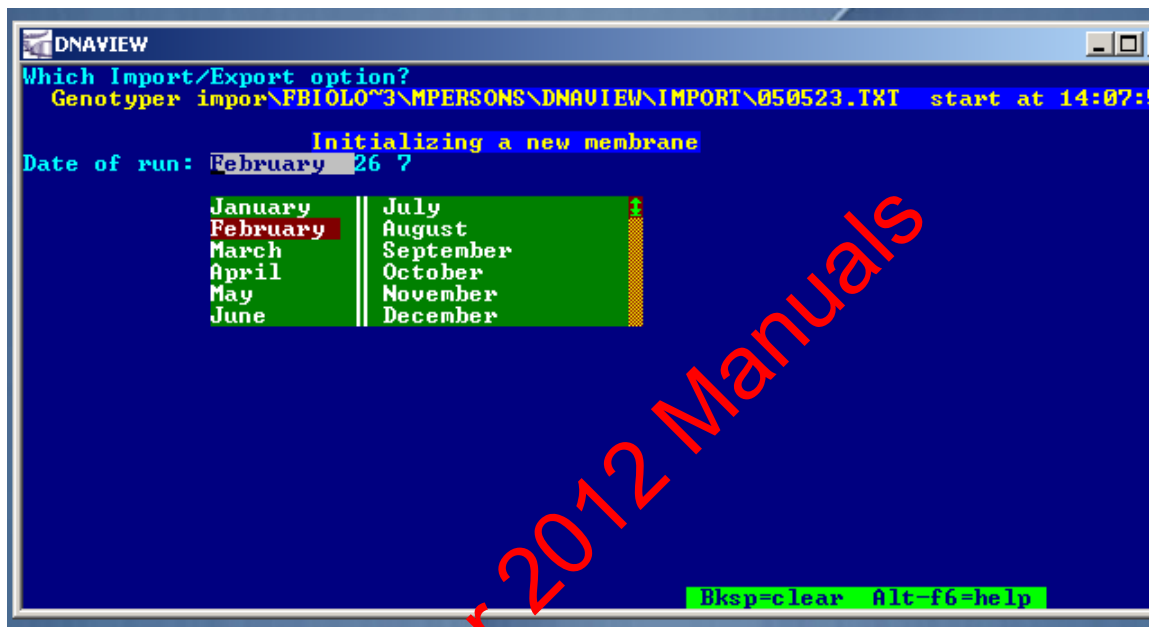 DNAVIEW
Which Import/Export option?
Genotyper impor\FBIOLO~3\MPERSONS\DNAVIEW\IMPORT\050523.TXT start at 14:07:
Initializing a new membrane
Date of run: February 26 7
January July
February August
March September
April October
May November
June December
2012 Manuals
Bksp=clear Alt-f6=help